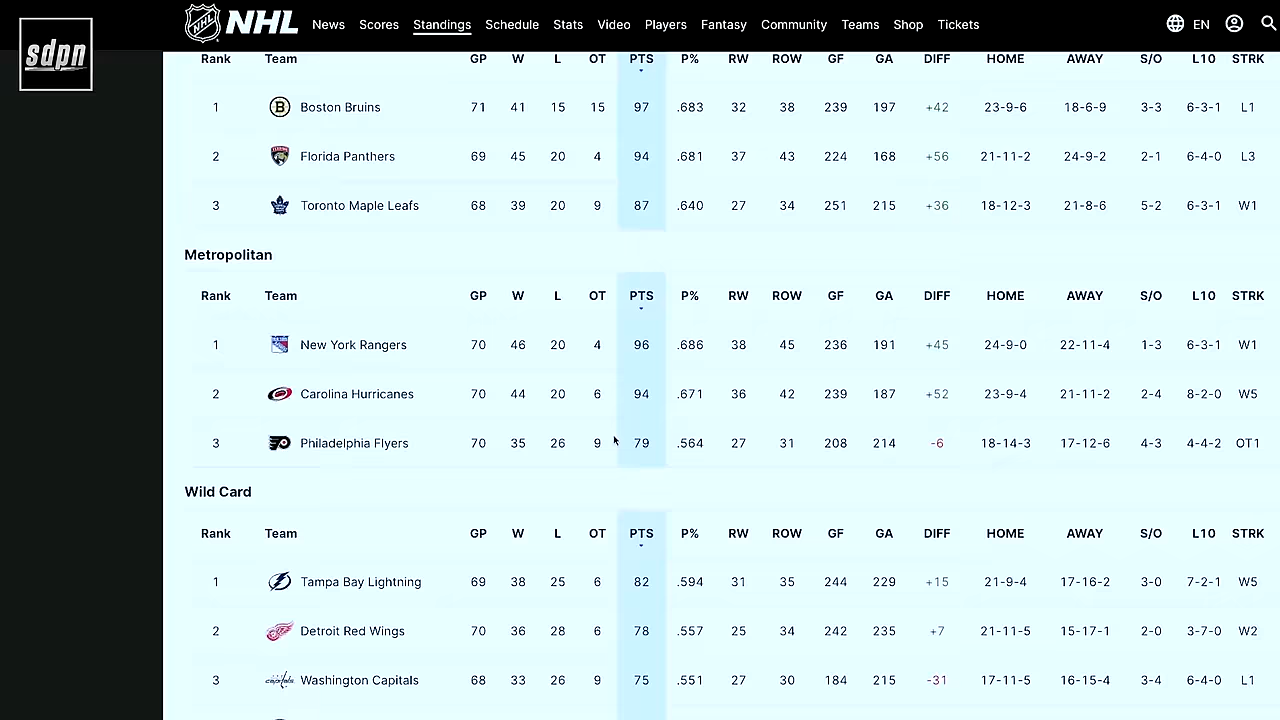 sdpn
NHL News Scores Standings Schedule Stats Video Players Fantasy Community Teams Shop Tickets EN
Rank Team GP W L OT PTS P% RW ROW GF GA DIFF HOME AWAY S/O L10 STRK
1 Boston Bruins 71 41 15 15 97 .683 32 38 239 197 +42 23-9-6 18-6-9 3-3 6-3-1 L1
2 Florida Panthers 69 45 20 4 94 .681 37 43 224 168 +56 21-11-2 24-9-2 2-1 6-4-0 L3
3 Toronto Maple Leafs 68 39 20 9 87 .640 27 34 251 215 +36 18-12-3 21-8-6 5-2 6-3-1 W1
Metropolitan
Rank Team GP W L OT PTS P% RW ROW GF GA DIFF HOME AWAY S/O L10 STRK
1 New York Rangers 70 46 20 4 96 .686 38 45 236 191 +45 24-9-0 22-11-4 1-3 6-3-1 W1
2 Carolina Hurricanes 70 44 20 6 94 .671 36 42 239 187 +52 23-9-4 21-11-2 2-4 8-2-0 W5
3 Philadelphia Flyers 70 35 26 9 79 .564 27 31 208 214 -6 18-14-3 17-12-6 4-3 4-4-2 OT1
Wild Card
Rank Team GP W L OT PTS P% RW ROW GF GA DIFF HOME AWAY S/O L10 STRK
1 Tampa Bay Lightning 69 38 25 6 82 .594 31 35 244 229 +15 21-9-4 17-16-2 3-0 7-2-1 W5
2 Detroit Red Wings 70 36 28 6 78 .557 25 34 242 235 +7 21-11-5 15-17-1 2-0 3-7-0 W2
3 Washington Capitals 68 33 26 9 75 .551 27 30 184 215 -31 17-11-5 16-15-4 3-4 6-4-0 L1